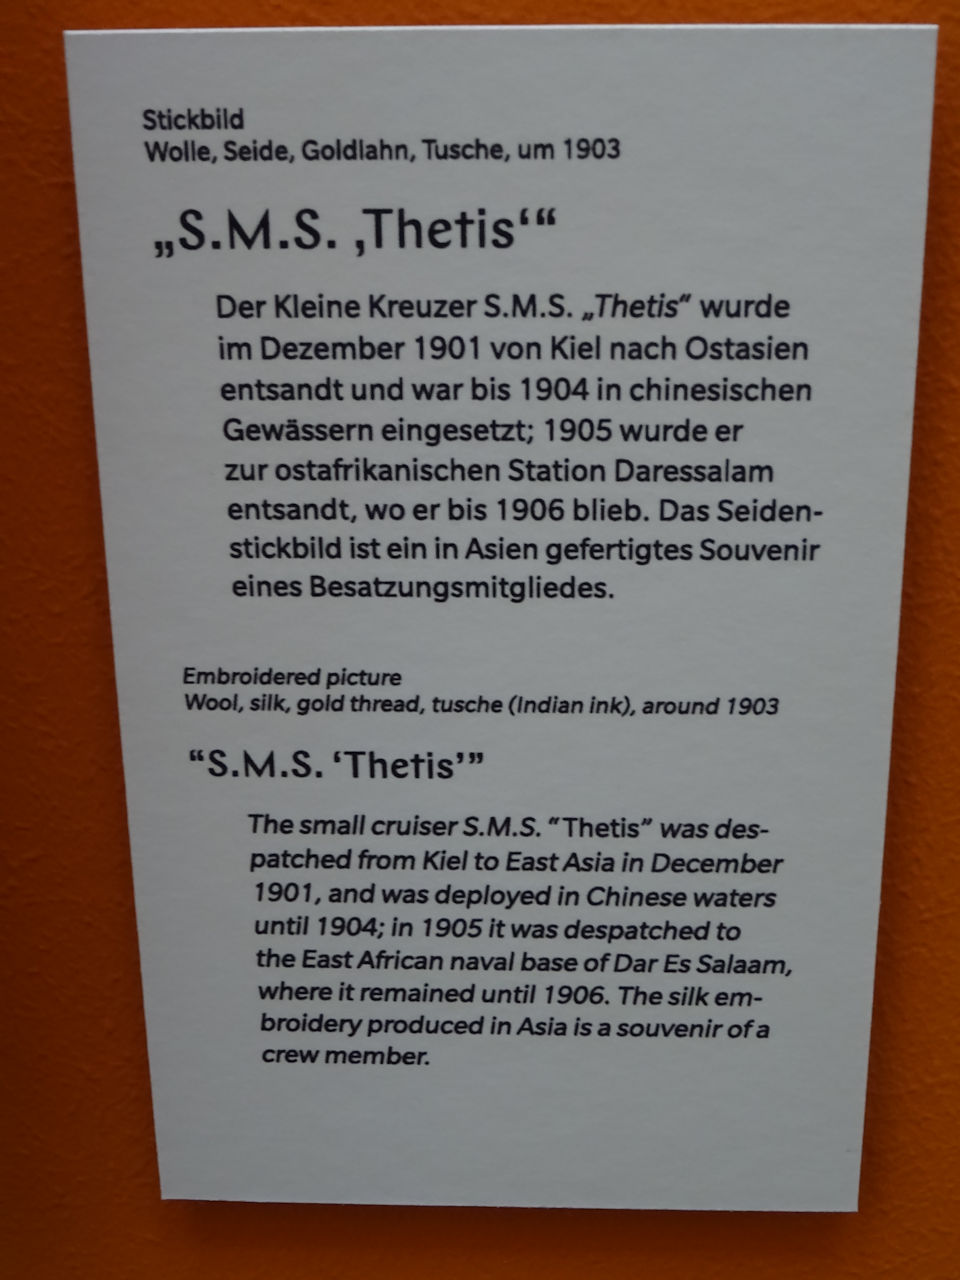 Stickbild
Wolle, Seide, Goldlahn, Tusche, um 1903
„S.M.S. ‚Thetis‘“
Der Kleine Kreuzer S.M.S. „Thetis“ wurde
im Dezember 1901 von Kiel nach Ostasien
entsandt und war bis 1904 in chinesischen
Gewässern eingesetzt; 1905 wurde er
zur ostafrikanischen Station Daressalam
entsandt, wo er bis 1906 blieb. Das Seiden-
stickbild ist ein in Asien gefertigtes Souvenir
eines Besatzungsmitgliedes.
Embroidered picture
Wool, silk, gold thread, tusche (Indian ink), around 1903
“S.M.S. ‘Thetis’”
The small cruiser S.M.S. “Thetis” was des-
patched from Kiel to East Asia in December
1901, and was deployed in Chinese waters
until 1904; in 1905 it was despatched to
the East African naval base of Dar Es Salaam,
where it remained until 1906. The silk em-
broidery produced in Asia is a souvenir of a
crew member.